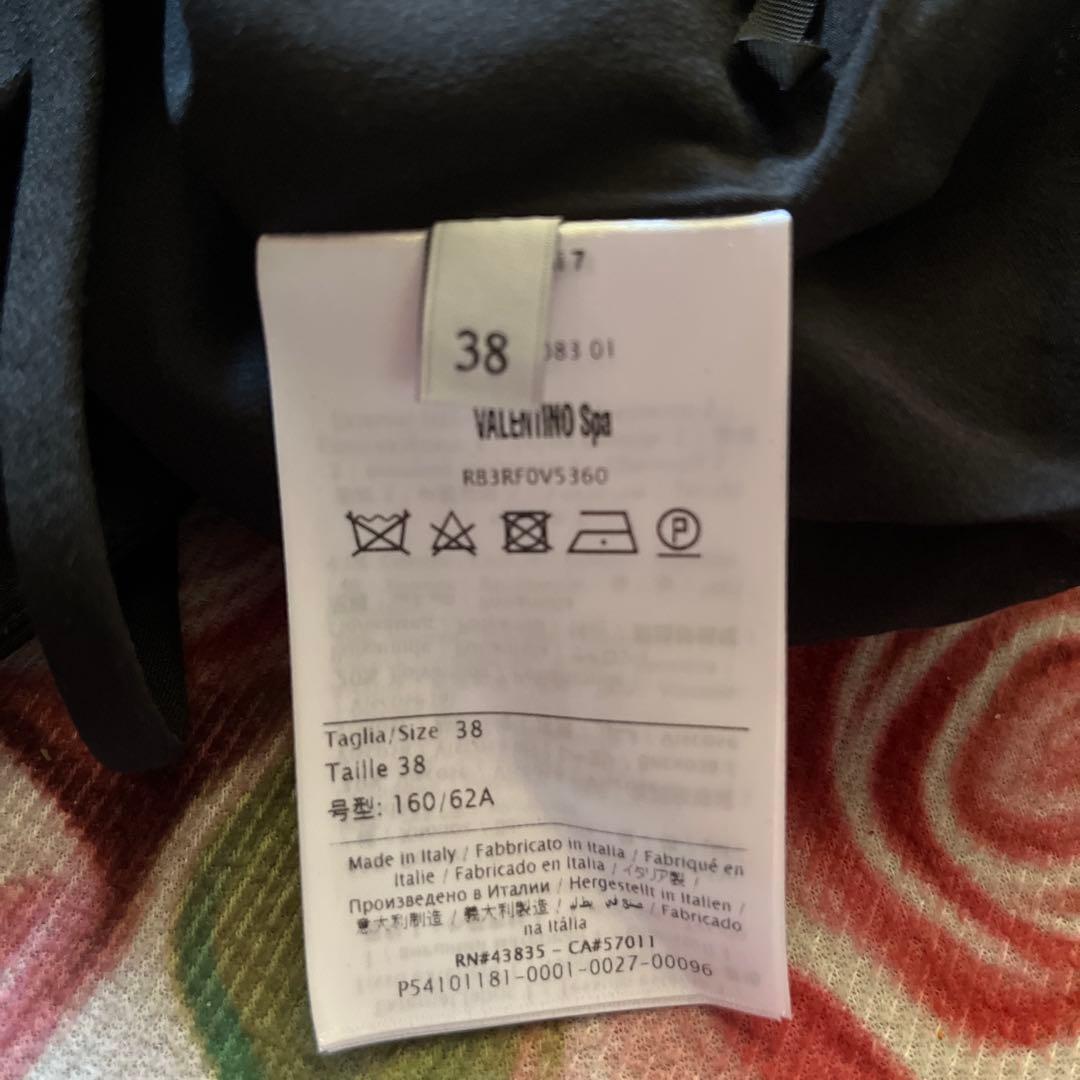 7
38
083 01
VALENTINO Spa
RB3RF0V5360
P
Taglia/Size 38
Taille 38
号型: 160/62A
Made in Italy / Fabbricato in Italia / Fabriqué en
Italie / Fabricado en Italia / イタリア製 /
Произведено в Италии / Hergestellt in Italien /
意大利制造 / 義大利製造 / صنع في إيطاليا / Fabricado
na Itália
RN#43835 - CA#57011
P54101181-0001-0027-00096